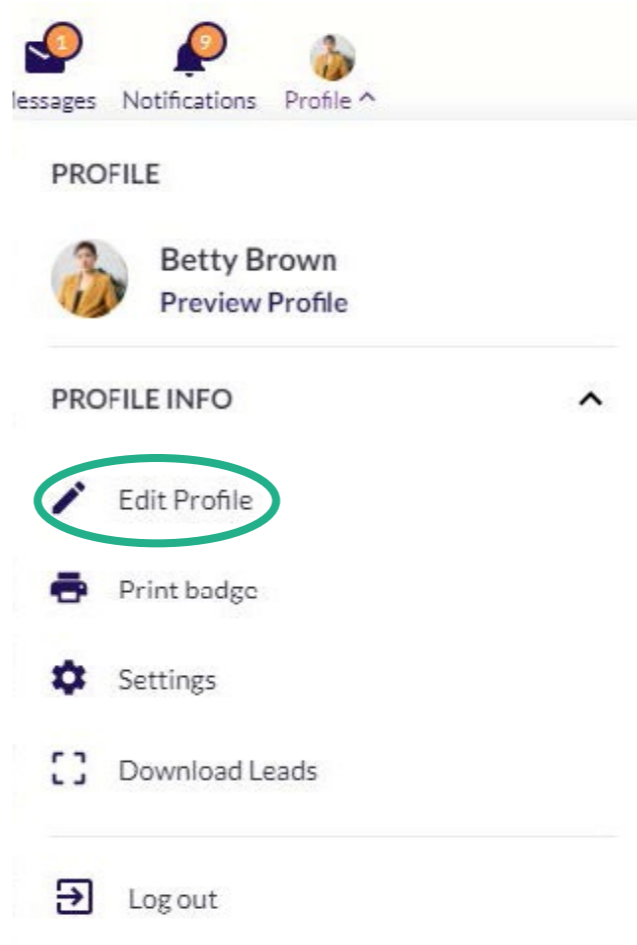 1 9
lessages Notifications Profile ^
PROFILE
Betty Brown
Preview Profile
PROFILE INFO
Edit Profile
Print badge
Settings
Download Leads
Log out